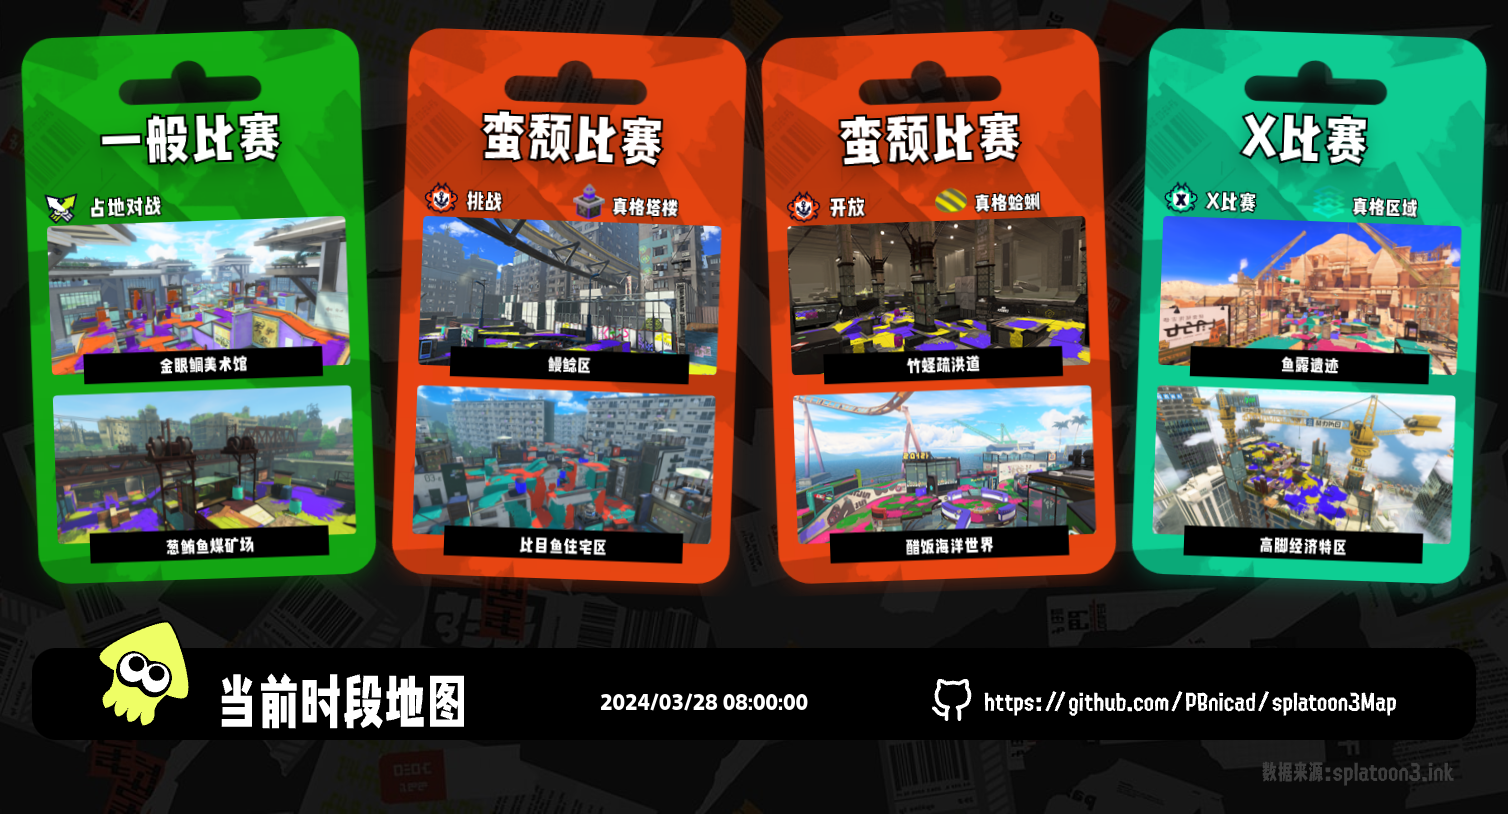 一般比赛
占地对战
金眼鲷美术馆
葱鲔鱼煤矿场
蛮颓比赛
挑战
真格塔楼
鳗鲶区
比目鱼住宅区
蛮颓比赛
开放
真格蛤蜊
竹蛏疏洪道
醋饭海洋世界
X比赛
X比赛
真格区域
鱼露遗迹
高脚经济特区
当前时段地图
2024/03/28 08:00:00
https://github.com/PBnicad/splatoon3Map
数据来源:splatoon3.ink